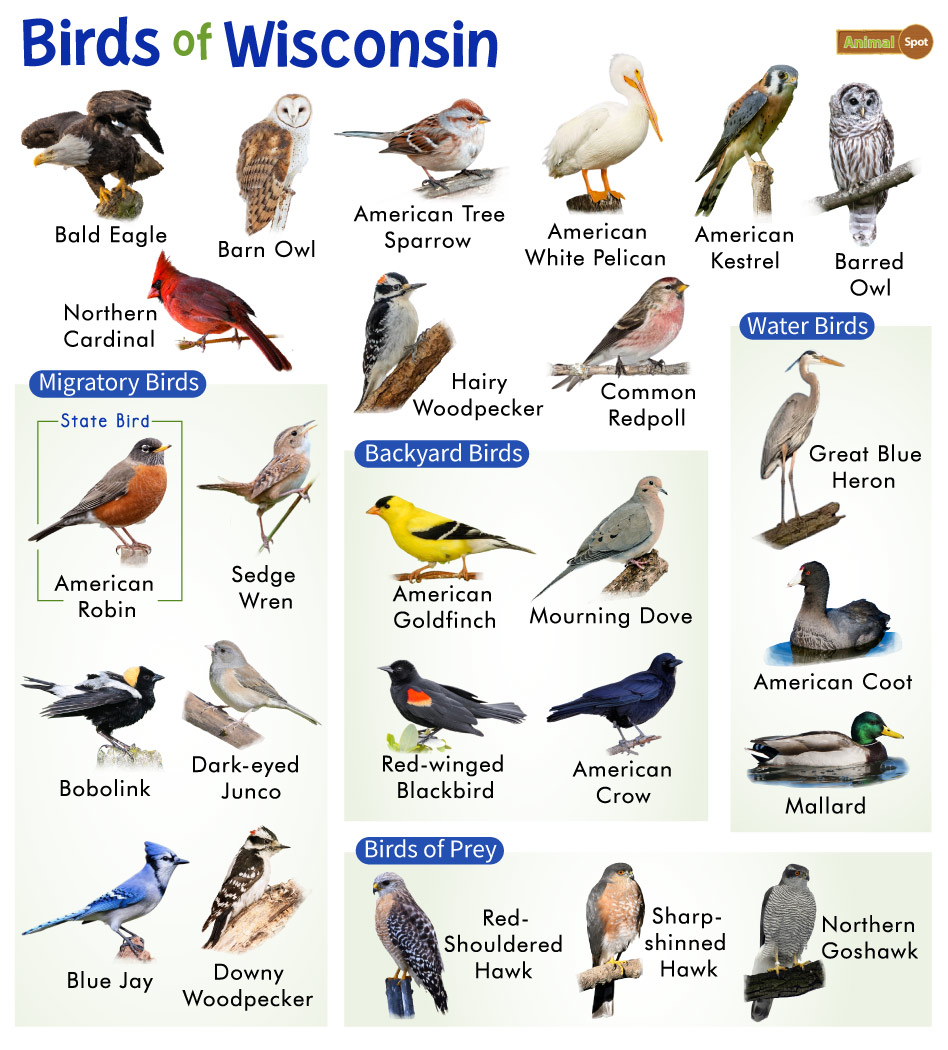 Birds of Wisconsin
Animal Spot
Bald Eagle
Barn Owl
American Tree
Sparrow
American
White Pelican
American
Kestrel
Barred
Owl
Northern
Cardinal
Hairy
Woodpecker
Common
Redpoll
Migratory Birds
State Bird
American
Robin
Sedge
Wren
Bobolink
Dark-eyed
Junco
Blue Jay
Downy
Woodpecker
Backyard Birds
American
Goldfinch
Mourning Dove
Red-winged
Blackbird
American
Crow
Water Birds
Great Blue
Heron
American Coot
Mallard
Birds of Prey
Red-
Shouldered
Hawk
Sharp-
shinned
Hawk
Northern
Goshawk